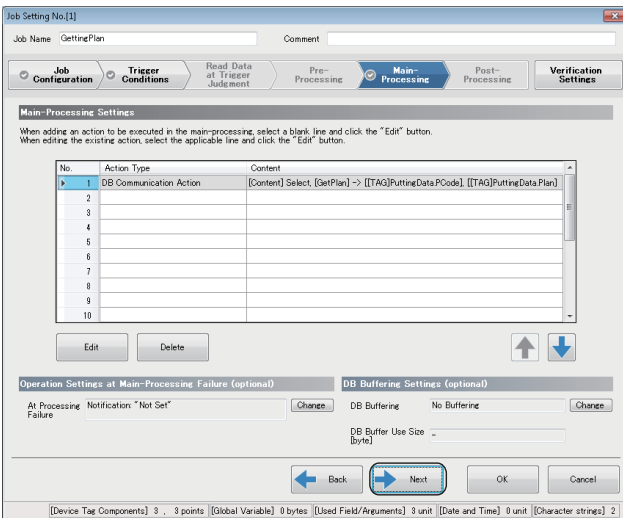 Job Setting No.[1]
Job Name GettingPlan Comment
Job Configuration Trigger Conditions Read Data at Trigger Judgment Pre-Processing Main-Processing Post-Processing Verification Settings
Main-Processing Settings
When adding an action to be executed in the main-processing, select a blank line and click the "Edit" button.
When editing the existing action, select the applicable line and click the "Edit" button.
No. Action Type Content
1 DB Communication Action [Content] Select, [GetPlan] -> [[TAG]PuttingData.PCode], [[TAG]PuttingData.Plan]
2
3
4
5
6
7
8
9
10
Edit Delete
Operation Settings at Main-Processing Failure (optional) DB Buffering Settings (optional)
At Processing Failure Notification: "Not Set" Change DB Buffering No Buffering Change
DB Buffer Use Size [byte] _
Back Next OK Cancel
[Device Tag Components] 3 , 3 points [Global Variable] 0 bytes [Used Field/Arguments] 3 unit [Date and Time] 0 unit [Character strings] 2